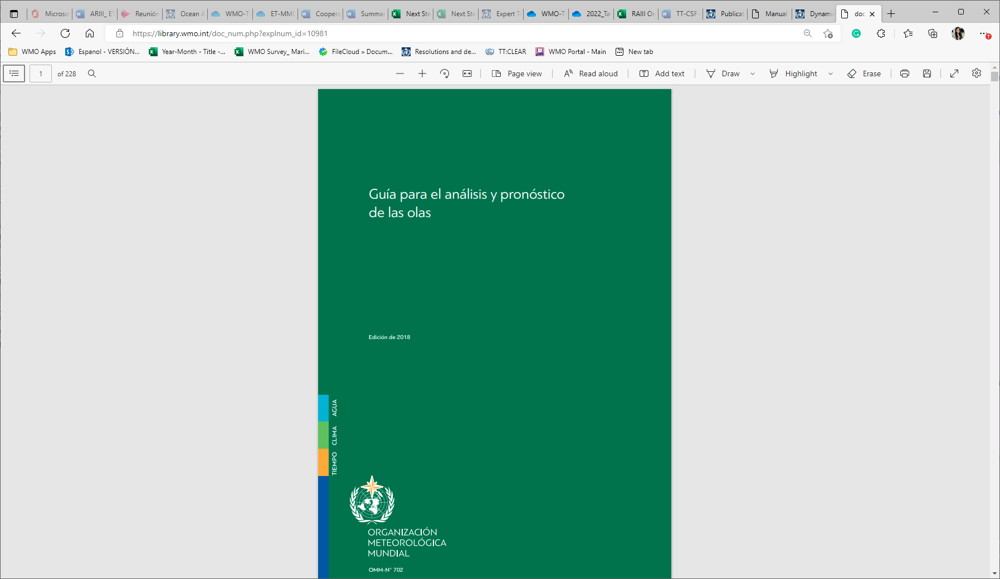 Microso
ARIII_ ET
Reunión
Ocean A
WMO-T
ET-MMC
Coopera
Summar
Next Ste
Next Ste
Expert T
WMO-T
2022_Ta
RAIII Or
TT-CSF-
Publicat
Manual
Dynami
doc
https://library.wmo.int/doc_num.php?explnum_id=10981
WMO Apps
Espanol - VERSIÓN...
Year-Month - Title -...
WMO Survey_ Mari...
FileCloud » Docum...
Resolutions and de...
TT:CLEAR
WMO Portal - Main
New tab
1 of 228
Page view
Read aloud
Add text
Draw
Highlight
Erase
Guía para el análisis y pronóstico
de las olas
Edición de 2018
AGUA
CLIMA
TIEMPO
ORGANIZACIÓN
METEOROLÓGICA
MUNDIAL
OMM-N° 702